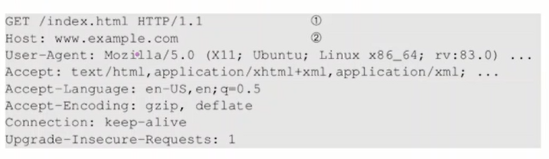 GET /index.html HTTP/1.1 ①
Host: www.example.com ②
User-Agent: Mozilla/5.0 (X11; Ubuntu; Linux x86_64; rv:83.0) ...
Accept: text/html,application/xhtml+xml,application/xml; ...
Accept-Language: en-US,en;q=0.5
Accept-Encoding: gzip, deflate
Connection: keep-alive
Upgrade-Insecure-Requests: 1